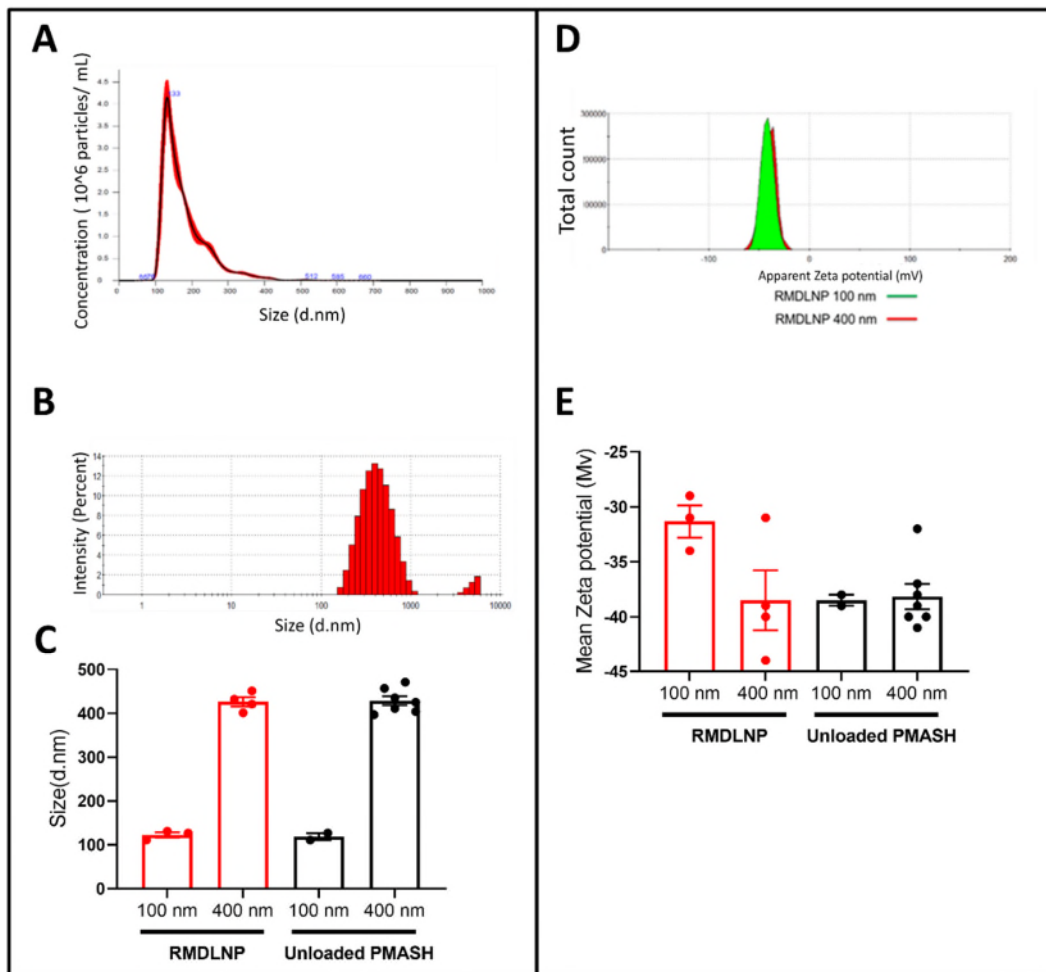 A
Concentration ( 10^6 particles/ mL)
4.5
4.0
3.5
3.0
2.5
2.0
1.5
1.0
0.5
0
133
512
595
660
0 100 200 300 400 500 600 700 800 900 1000
Size (d.nm)
B
Intensity (Percent)
14
12
10
8
6
4
2
0
1 10 100 1000 10000
Size (d.nm)
C
Size(d.nm)
500
400
300
200
100
0
100 nm 400 nm 100 nm 400 nm
RMDLNP Unloaded PMASH
D
Total count
00000
00000
00000
0
-100 0 100 200
Apparent Zeta potential (mV)
RMDLNP 100 nm
RMDLNP 400 nm
E
Mean Zeta potential (Mv)
-25
-30
-35
-40
-45
100 nm 400 nm 100 nm 400 nm
RMDLNP Unloaded PMASH